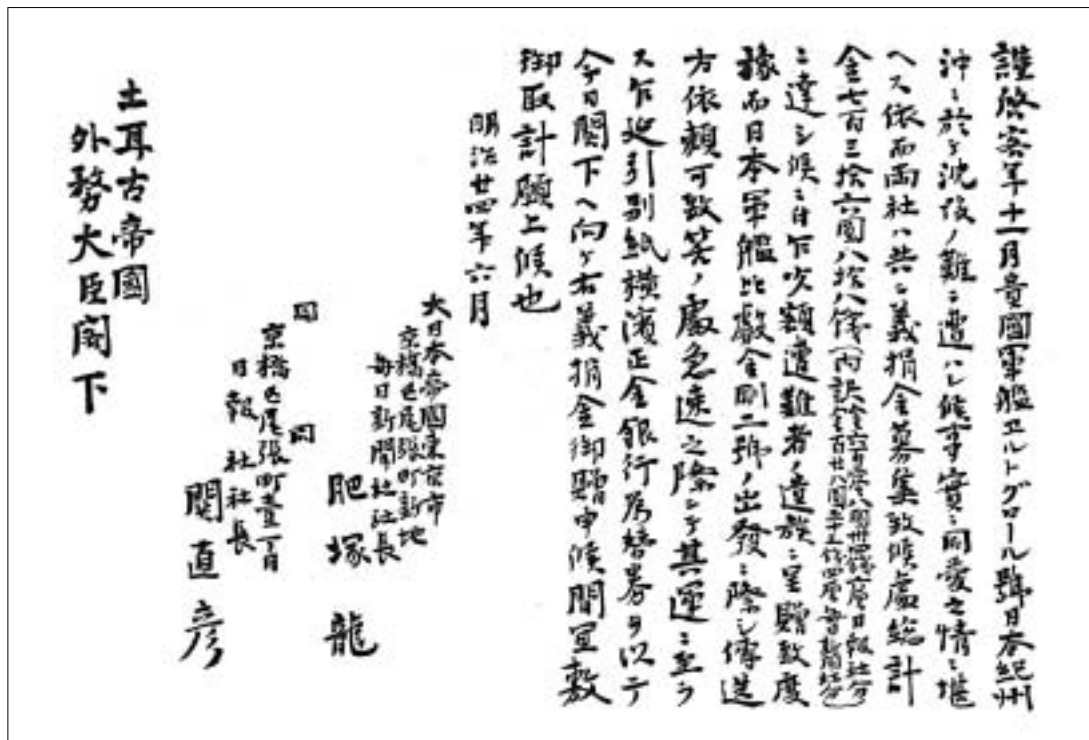 謹啓客年十一月貴國軍艦エルトグロール號日本紀州
沖ニ於テ沈没ノ難ニ遭ハレ候事實ニ同愛之情ニ堪
ヘス依而両社ハ共ニ義捐金募集致候處総計
金七百三拾六圓八拾八銭
ニ達シ候ニ付乍欠額遭難者ノ遺族ニ呈贈致度
據而日本軍艦比叡金剛二號ノ出發ニ際シ傳送
方依頼可致筈ノ處急速之際シテ其運ニ至ラ
ス乍延引別紙横濱正金銀行為替券ヲ以テ
今日閣下ヘ向ケ右義捐金御贈申候間宜敷
御取計願上候也
明治廿四年六月
大日本帝國東京市
京橋區尾張町新地
毎日新聞社社長
肥塚龍
同 同
京橋區尾張町壹丁目
日報社社長
関直彦
土耳古帝國
外務大臣閣下